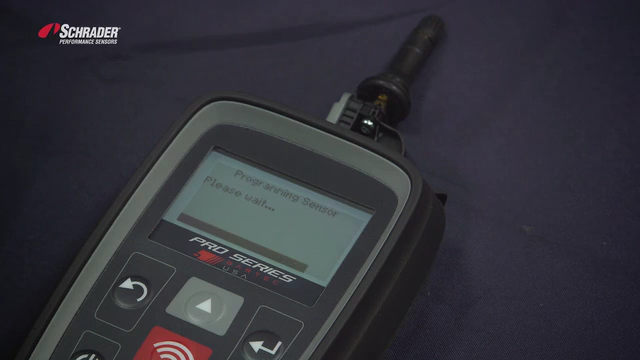 SCHRADER
PERFORMANCE SENSORS
Programming Sensor
Please wait...
PRO SERIES
USA